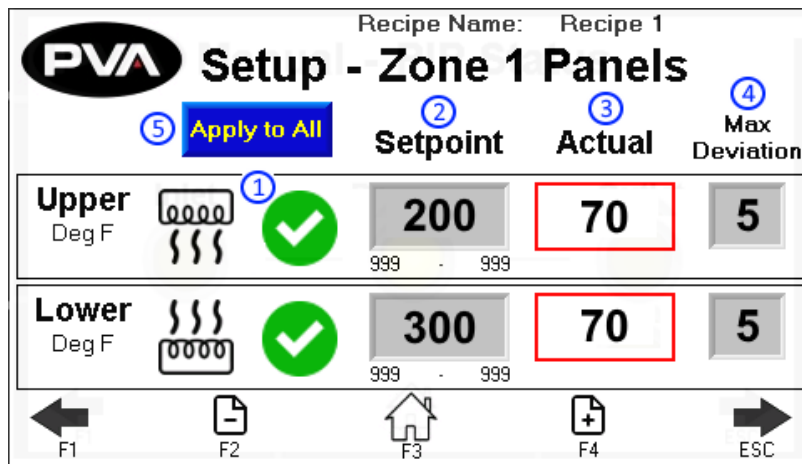 Recipe Name: Recipe 1
PVA Setup - Zone 1 Panels
5 Apply to All 2 Setpoint 3 Actual 4 Max Deviation
1
Upper 200 70 5
Deg F
999 - 999
Lower 300 70 5
Deg F
999 - 999
F1 F2 F3 F4 ESC